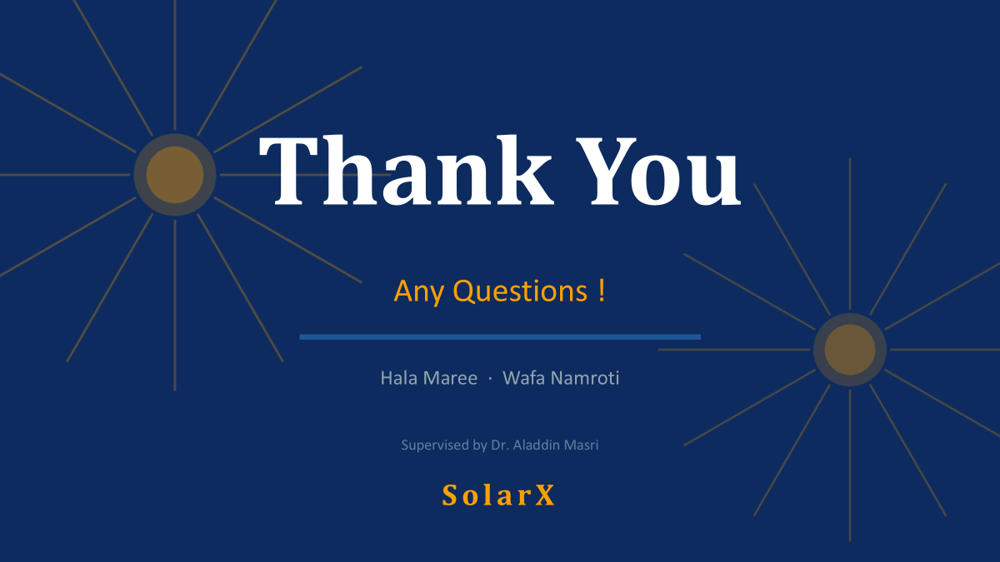 Thank You
Any Questions !
Hala Maree · Wafa Namroti
Supervised by Dr. Aladdin Masri
SolarX